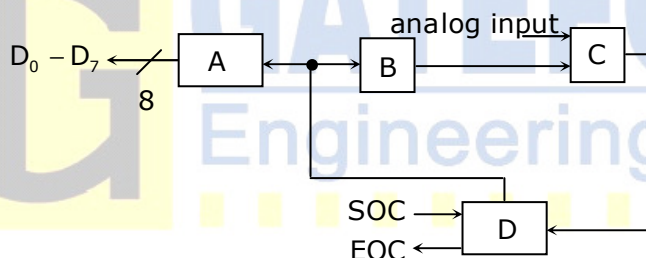 analog input
D₀ – D₇
A
B
C
8
Engineering
SOC
D
EOC